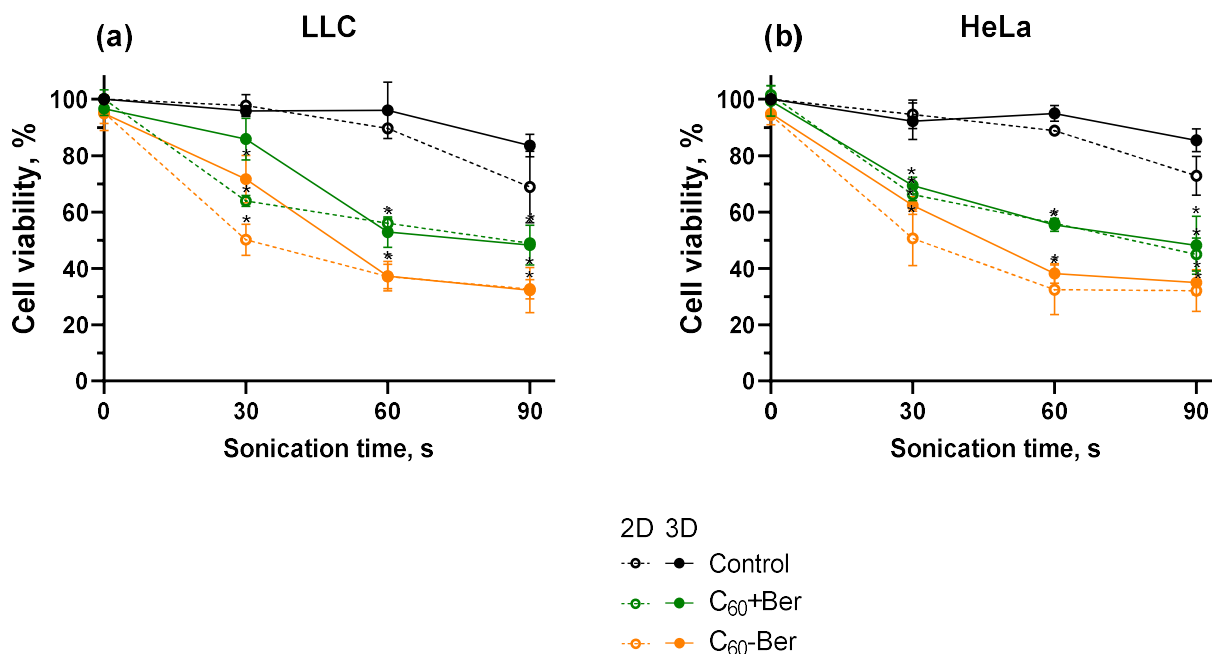 (a) LLC
Cell viability, %
100
80
60
40
20
0
0 30 60 90
Sonication time, s
(b) HeLa
Cell viability, %
100
80
60
40
20
0
0 30 60 90
Sonication time, s
2D 3D
Control
C₆₀+Ber
C₆₀-Ber